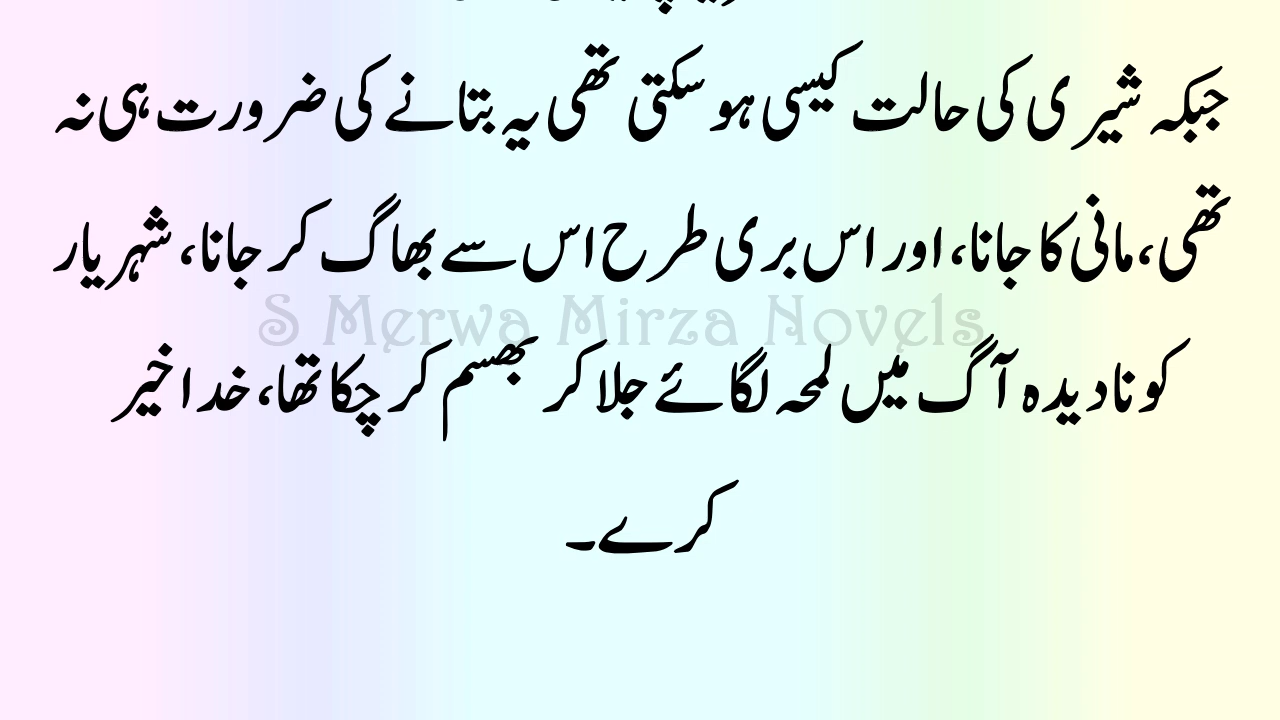 جبکہ شیری کی حالت کیسی ہو سکتی تھی یہ بتانے کی ضرورت ہی نہ
تھی، مانی کا جانا، اور اس بری طرح اس سے بھاگ کر جانا، شہریار
S Merwa Mirza Novels
کو نادیدہ آگ میں لمحہ لگائے جلا کر بھسم کر چکا تھا، خدا خیر
کرے۔